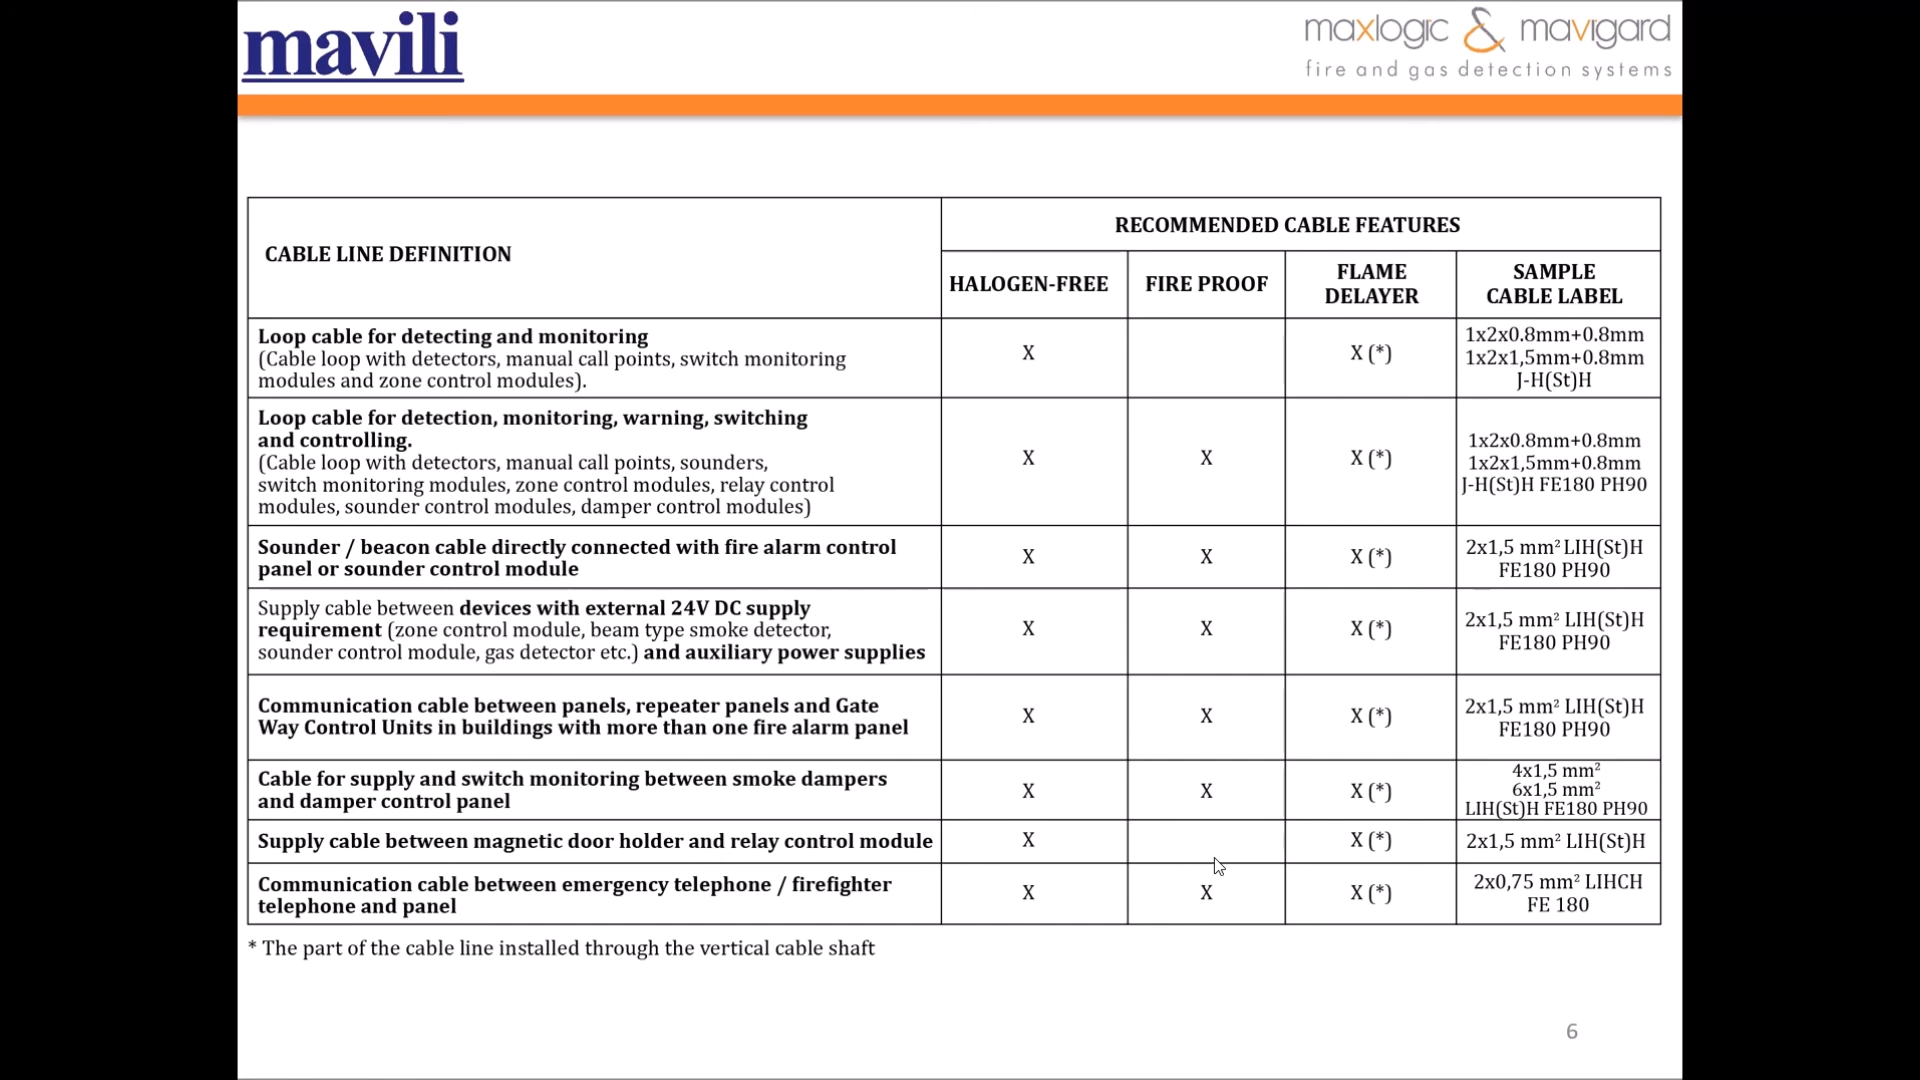 mavili
maxlogic & mavigard
fire and gas detection systems
CABLE LINE DEFINITION
RECOMMENDED CABLE FEATURES
HALOGEN-FREE
FIRE PROOF
FLAME
DELAYER
SAMPLE
CABLE LABEL
Loop cable for detecting and monitoring
(Cable loop with detectors, manual call points, switch monitoring
modules and zone control modules).
X
X (*)
1x2x0.8mm+0.8mm
1x2x1,5mm+0.8mm
J-H(St)H
Loop cable for detection, monitoring, warning, switching
and controlling.
(Cable loop with detectors, manual call points, sounders,
switch monitoring modules, zone control modules, relay control
modules, sounder control modules, damper control modules)
X
X
X (*)
1x2x0.8mm+0.8mm
1x2x1,5mm+0.8mm
J-H(St)H FE180 PH90
Sounder / beacon cable directly connected with fire alarm control
panel or sounder control module
X
X
X (*)
2x1,5 mm² LIH(St)H
FE180 PH90
Supply cable between devices with external 24V DC supply
requirement (zone control module, beam type smoke detector,
sounder control module, gas detector etc.) and auxiliary power supplies
X
X
X (*)
2x1,5 mm² LIH(St)H
FE180 PH90
Communication cable between panels, repeater panels and Gate
Way Control Units in buildings with more than one fire alarm panel
X
X
X (*)
2x1,5 mm² LIH(St)H
FE180 PH90
Cable for supply and switch monitoring between smoke dampers
and damper control panel
X
X
X (*)
4x1,5 mm²
6x1,5 mm²
LIH(St)H FE180 PH90
Supply cable between magnetic door holder and relay control module
X
X (*)
2x1,5 mm² LIH(St)H
Communication cable between emergency telephone / firefighter
telephone and panel
X
X
X (*)
2x0,75 mm² LIHCH
FE 180
* The part of the cable line installed through the vertical cable shaft
6